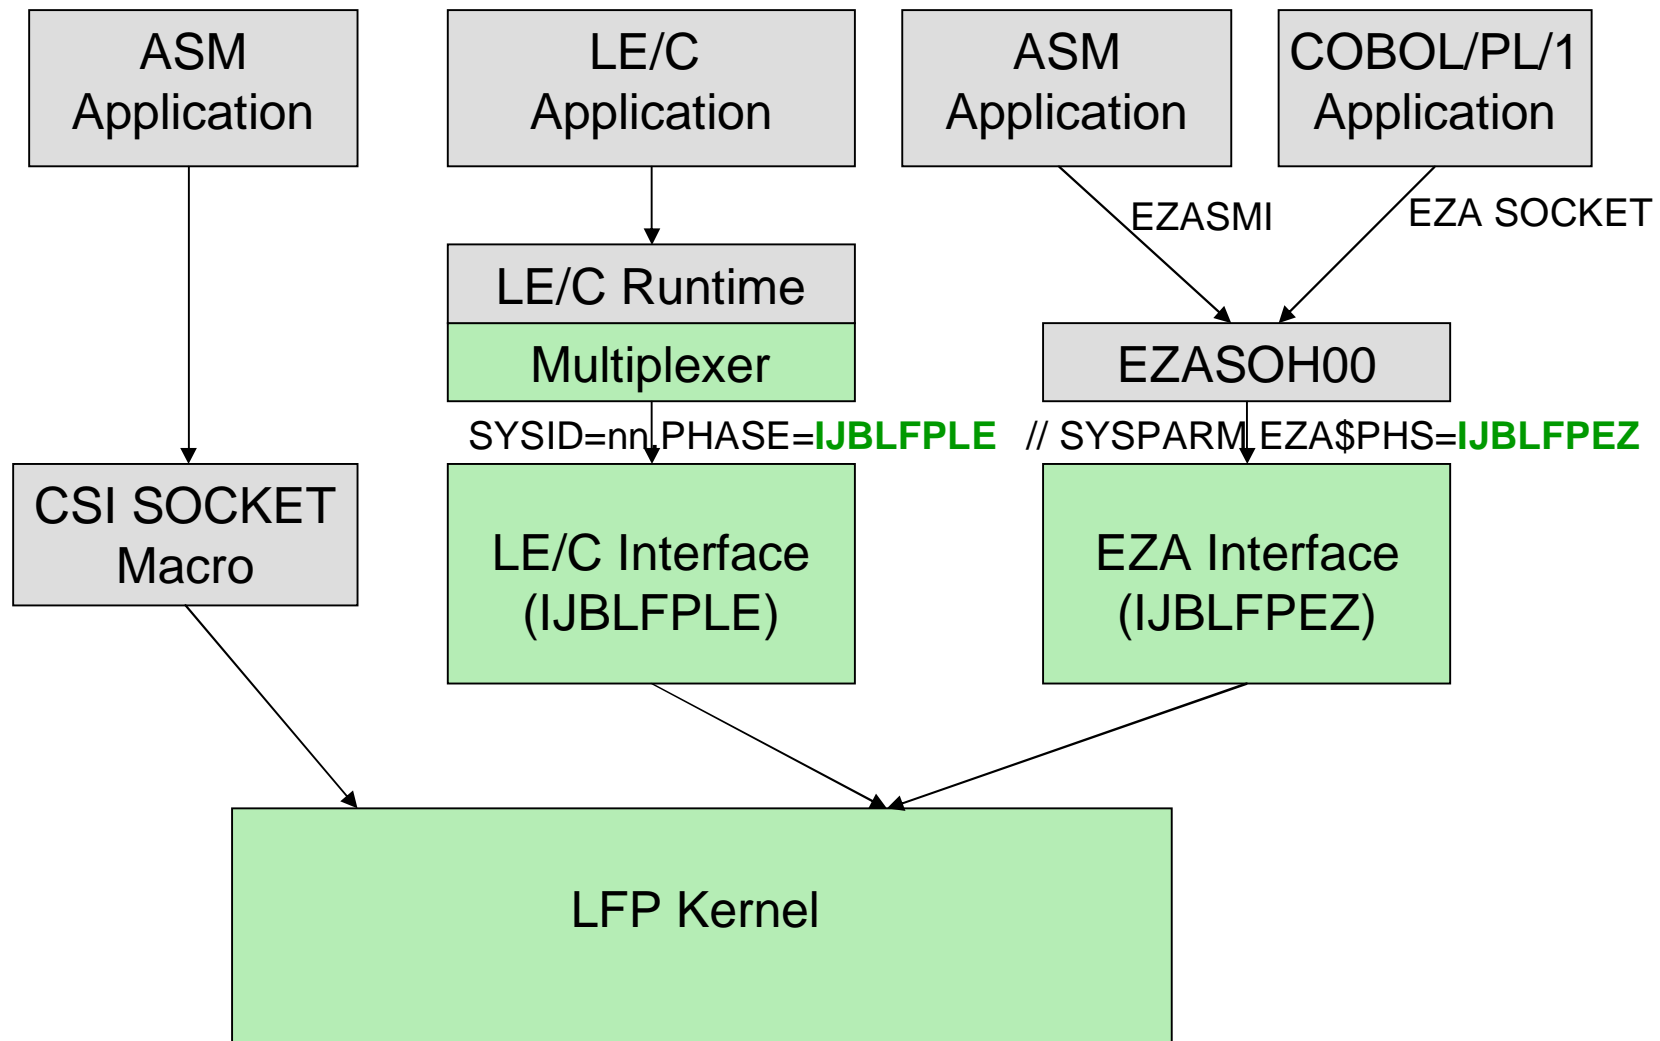 ASM
Application
LE/C
Application
ASM
Application
COBOL/PL/1
Application
EZASMI
EZA SOCKET
LE/C Runtime
Multiplexer
EZASOH00
SYSID=nn,PHASE=IJBLFPLE
// SYSPARM EZA$PHS=IJBLFPEZ
CSI SOCKET
Macro
LE/C Interface
(IJBLFPLE)
EZA Interface
(IJBLFPEZ)
LFP Kernel